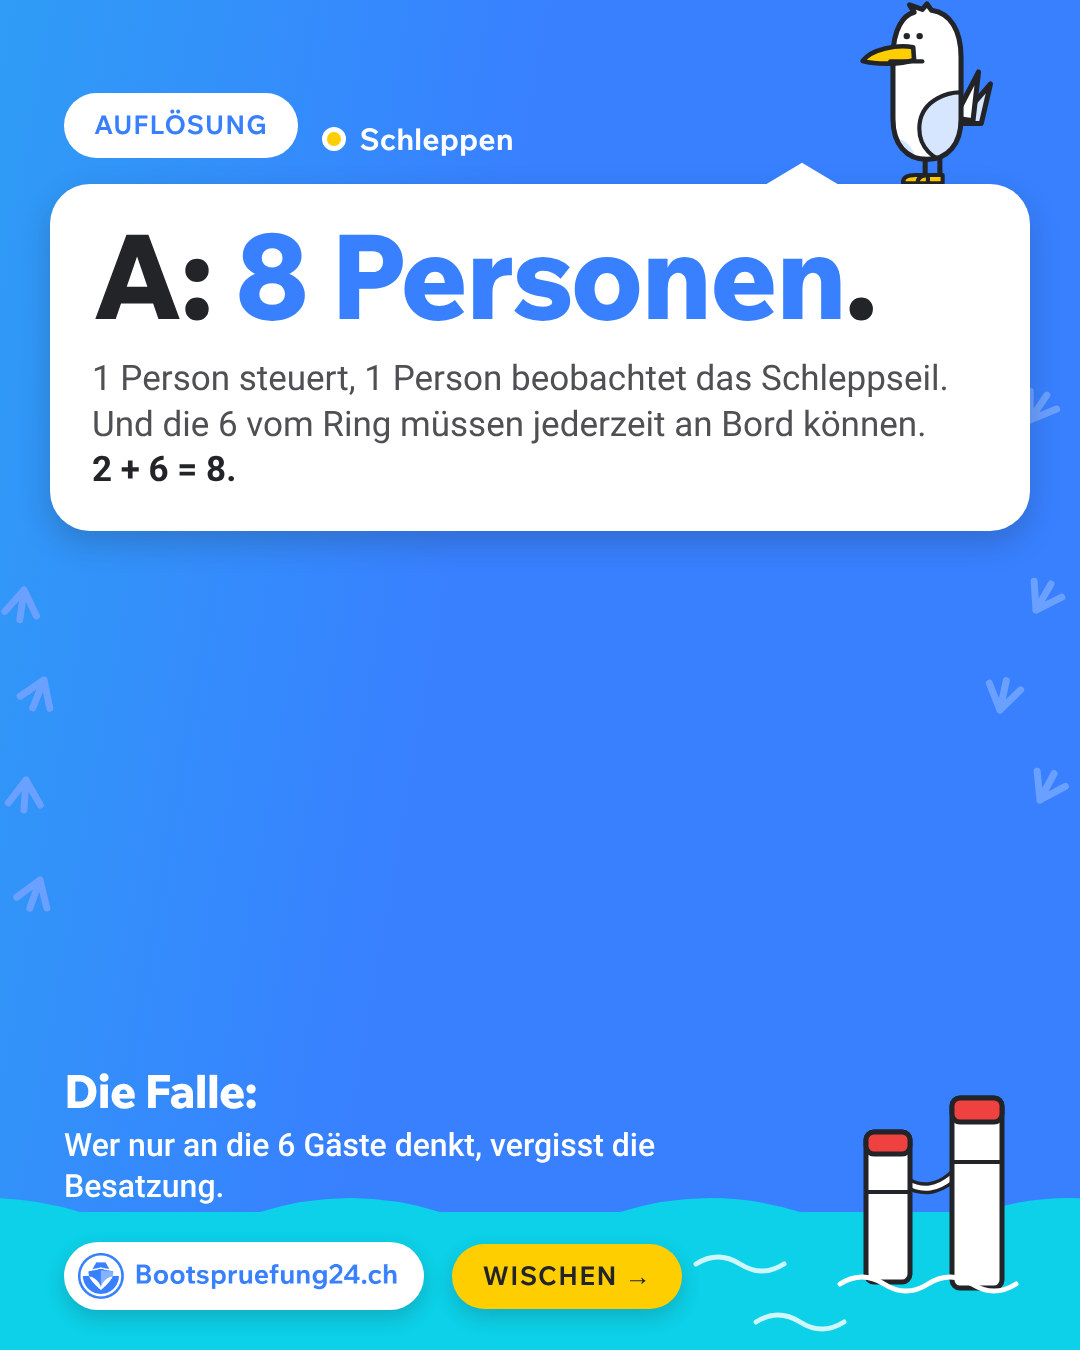 AUFLÖSUNG
Schleppen
A: 8 Personen.
1 Person steuert, 1 Person beobachtet das Schleppseil.
Und die 6 vom Ring müssen jederzeit an Bord können.
2 + 6 = 8.
Die Falle:
Wer nur an die 6 Gäste denkt, vergisst die
Besatzung.
Bootspruefung24.ch
WISCHEN →